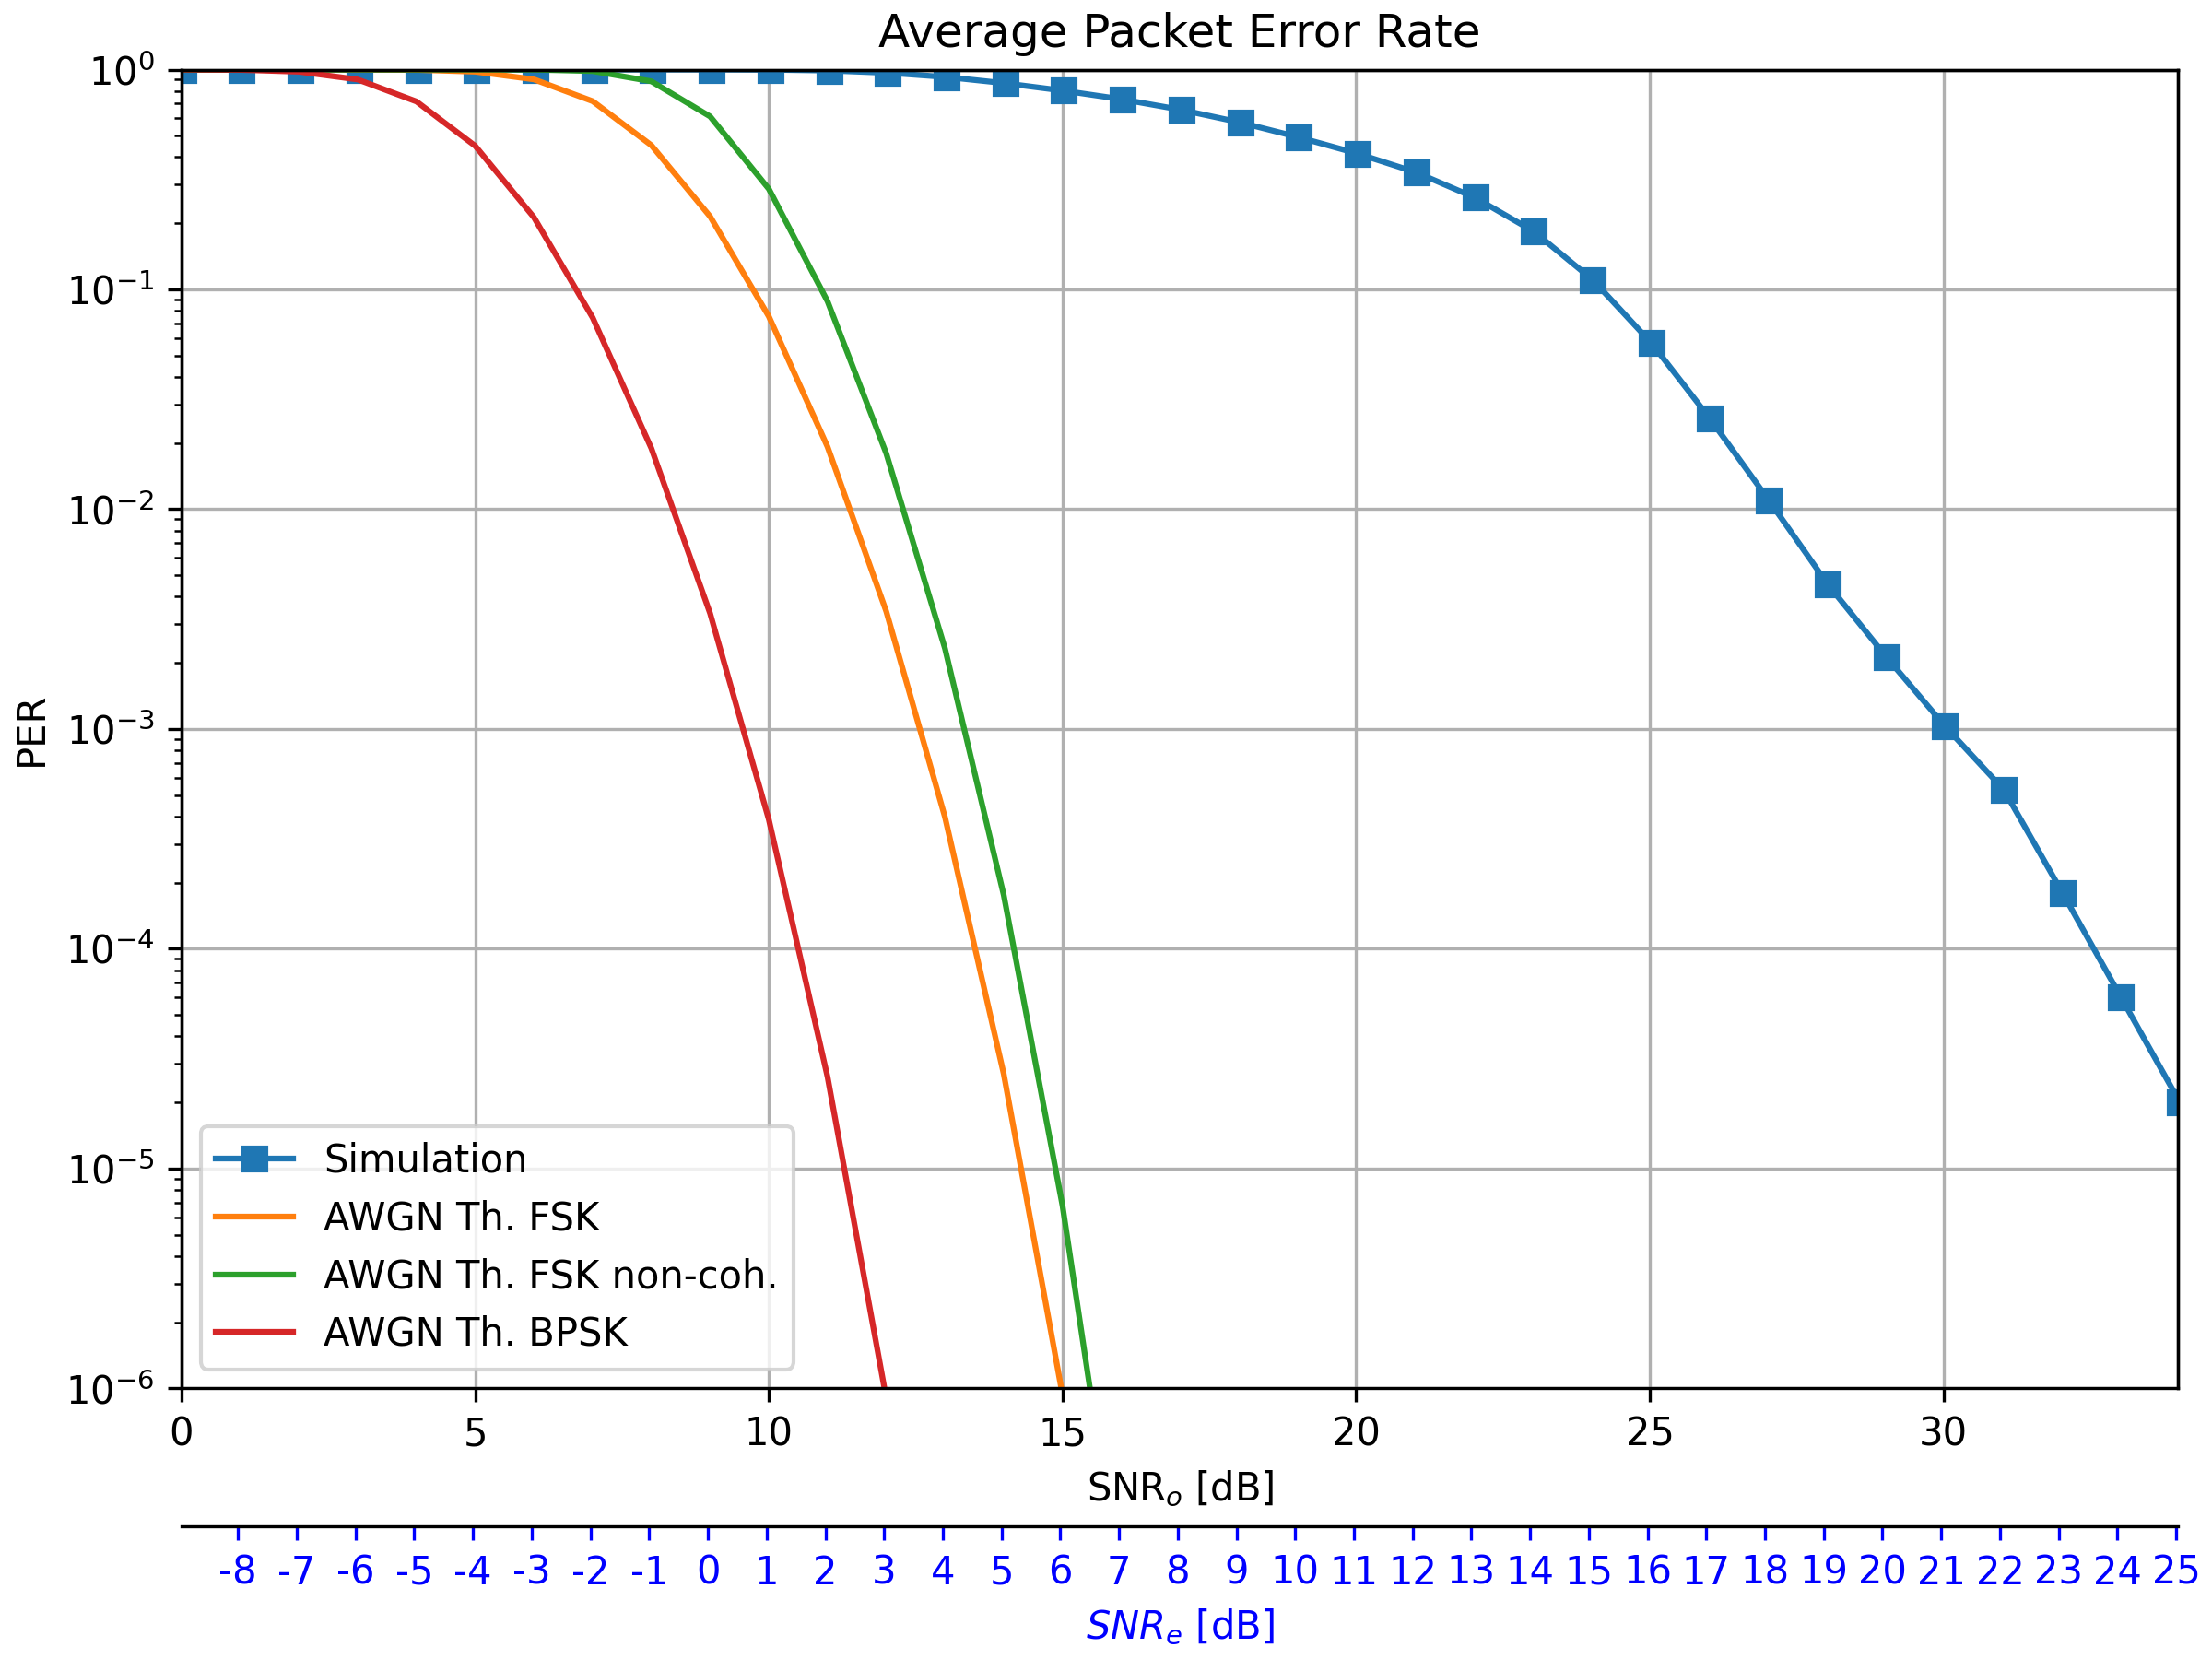 Average Packet Error Rate
10⁰
10⁻¹
10⁻²
10⁻³
10⁻⁴
10⁻⁵
10⁻⁶
PER
Simulation
AWGN Th. FSK
AWGN Th. FSK non-coh.
AWGN Th. BPSK
0 5 10 15 20 25 30
SNRₒ [dB]
-8 -7 -6 -5 -4 -3 -2 -1 0 1 2 3 4 5 6 7 8 9 10 11 12 13 14 15 16 17 18 19 20 21 22 23 24 25
SNRₑ [dB]